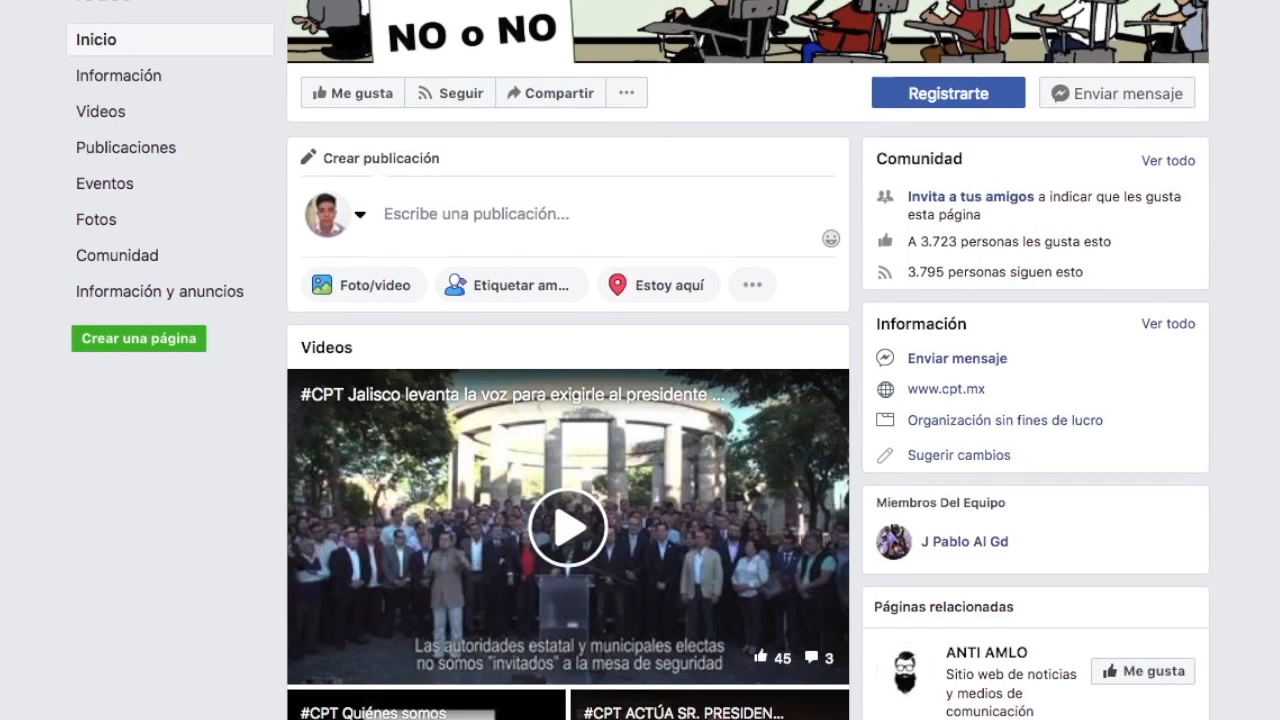 NO o NO
Inicio
Información
Videos
Publicaciones
Eventos
Fotos
Comunidad
Información y anuncios
Crear una página
Me gusta
Seguir
Compartir
Registrarte
Enviar mensaje
Crear publicación
Escribe una publicación...
Foto/video
Etiquetar am...
Estoy aquí
Videos
#CPT Jalisco levanta la voz para exigirle al presidente ...
Las autoridades estatal y municipales electas
no somos "invitados" a la mesa de seguridad
45
3
#CPT Quiénes somos
#CPT ACTÚA SR. PRESIDEN...
Comunidad
Ver todo
Invita a tus amigos a indicar que les gusta
esta página
A 3.723 personas les gusta esto
3.795 personas siguen esto
Información
Ver todo
Enviar mensaje
www.cpt.mx
Organización sin fines de lucro
Sugerir cambios
Miembros Del Equipo
J Pablo Al Gd
Páginas relacionadas
ANTI AMLO
Sitio web de noticias
y medios de
comunicación
Me gusta